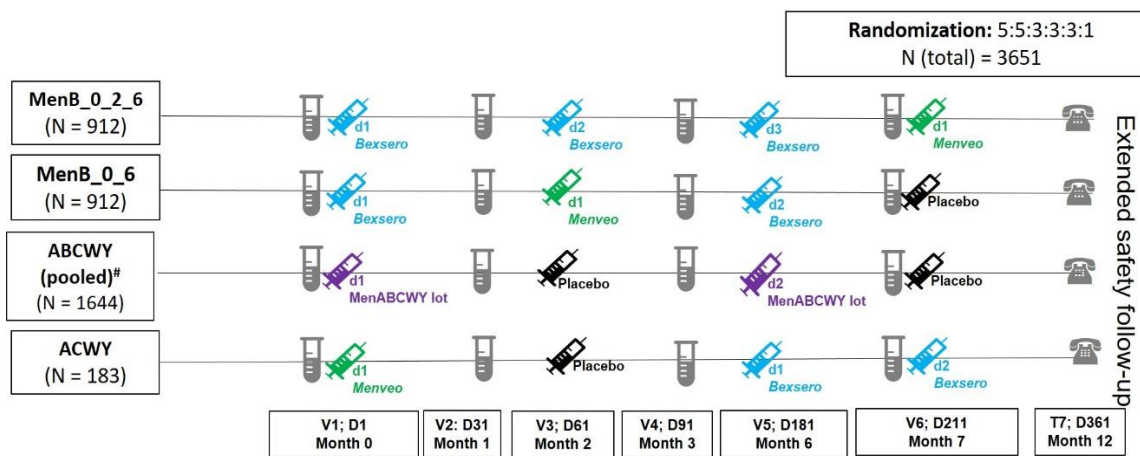 Randomization: 5:5:3:3:3:1
N (total) = 3651
MenB_0_2_6
(N = 912)
d1
Bexsero
d2
Bexsero
d3
Bexsero
d1
Menveo
MenB_0_6
(N = 912)
d1
Bexsero
d1
Menveo
d2
Bexsero
Placebo
ABCWY
(pooled)#
(N = 1644)
d1
MenABCWY lot
Placebo
d2
MenABCWY lot
Placebo
ACWY
(N = 183)
d1
Menveo
Placebo
d1
Bexsero
d2
Bexsero
Extended safety follow-up
V1; D1
Month 0
V2: D31
Month 1
V3; D61
Month 2
V4; D91
Month 3
V5; D181
Month 6
V6; D211
Month 7
T7; D361
Month 12